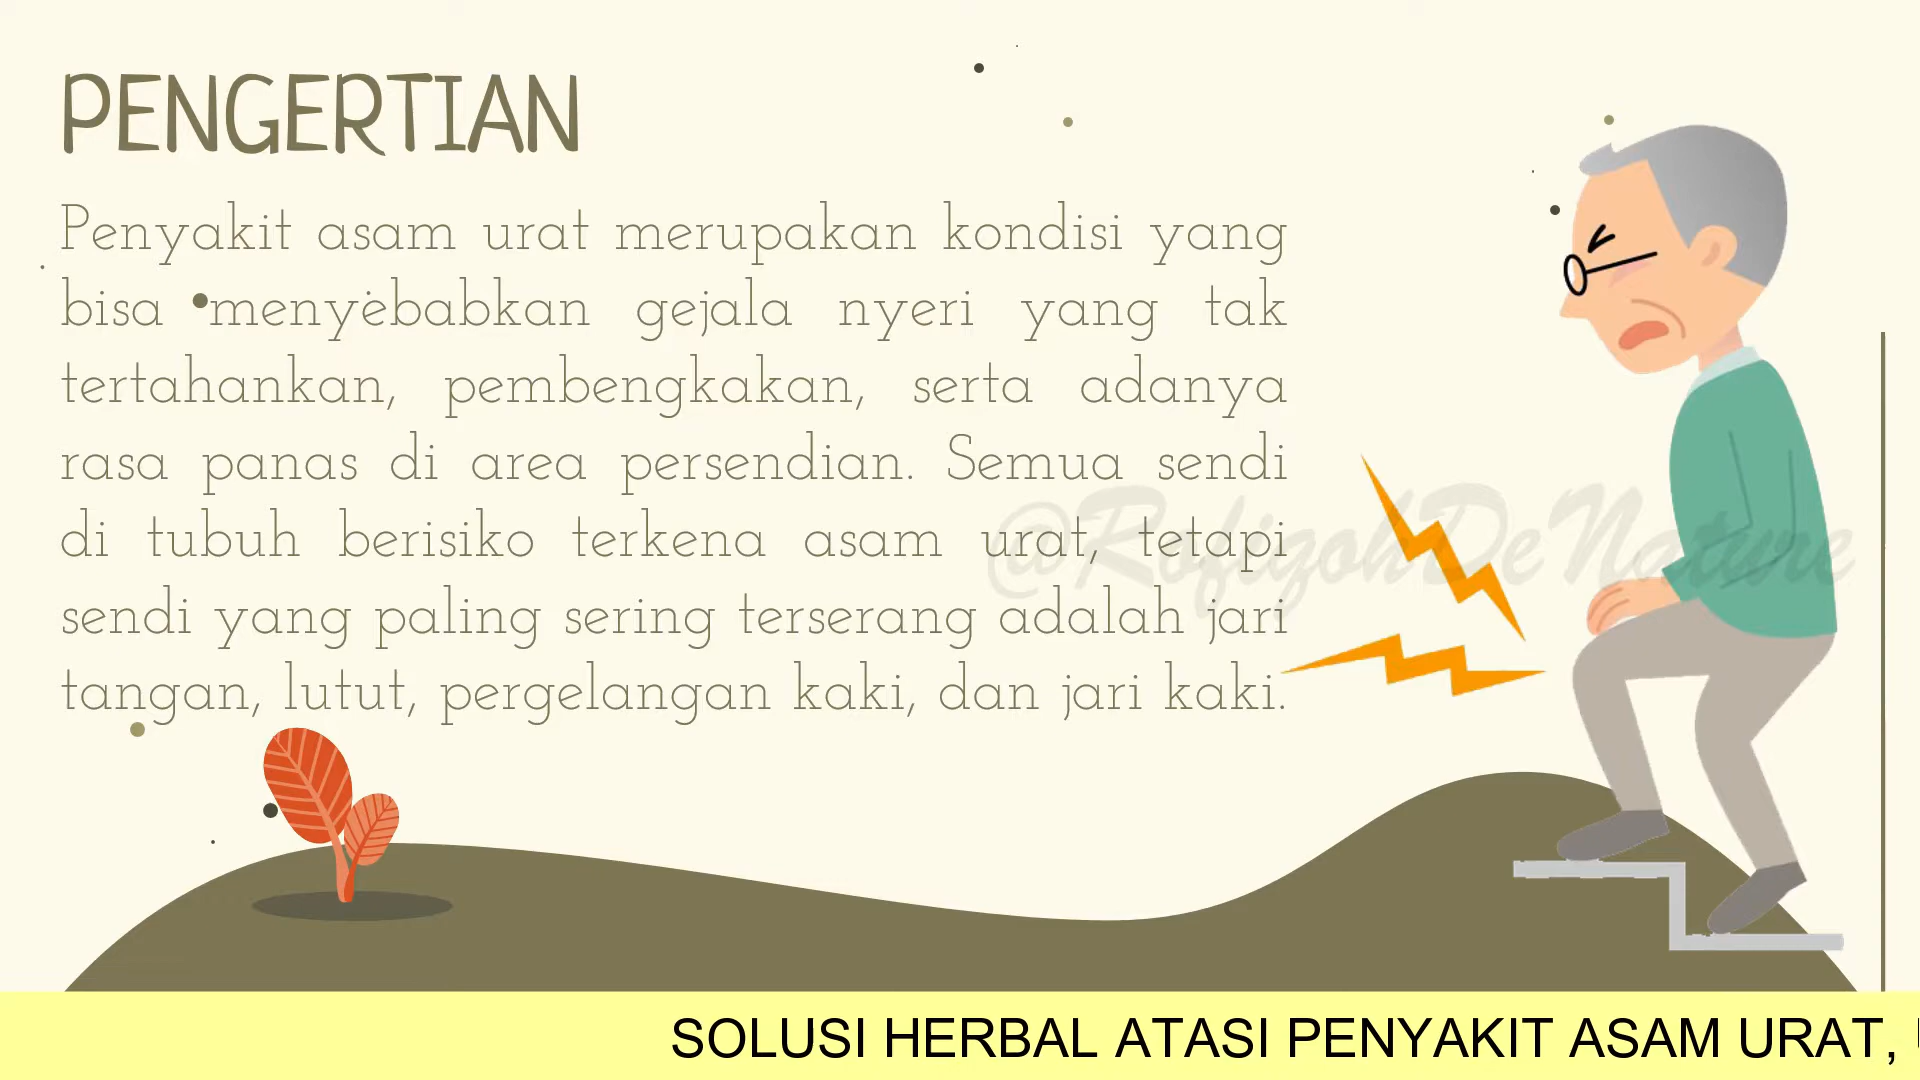 PENGERTIAN
Penyakit asam urat merupakan kondisi yang
bisa menyebabkan gejala nyeri yang tak
tertahankan, pembengkakan, serta adanya
rasa panas di area persendian. Semua sendi
di tubuh berisiko terkena asam urat, tetapi
sendi yang paling sering terserang adalah jari
tangan, lutut, pergelangan kaki, dan jari kaki.
@RofizohDeNature
SOLUSI HERBAL ATASI PENYAKIT ASAM URAT,